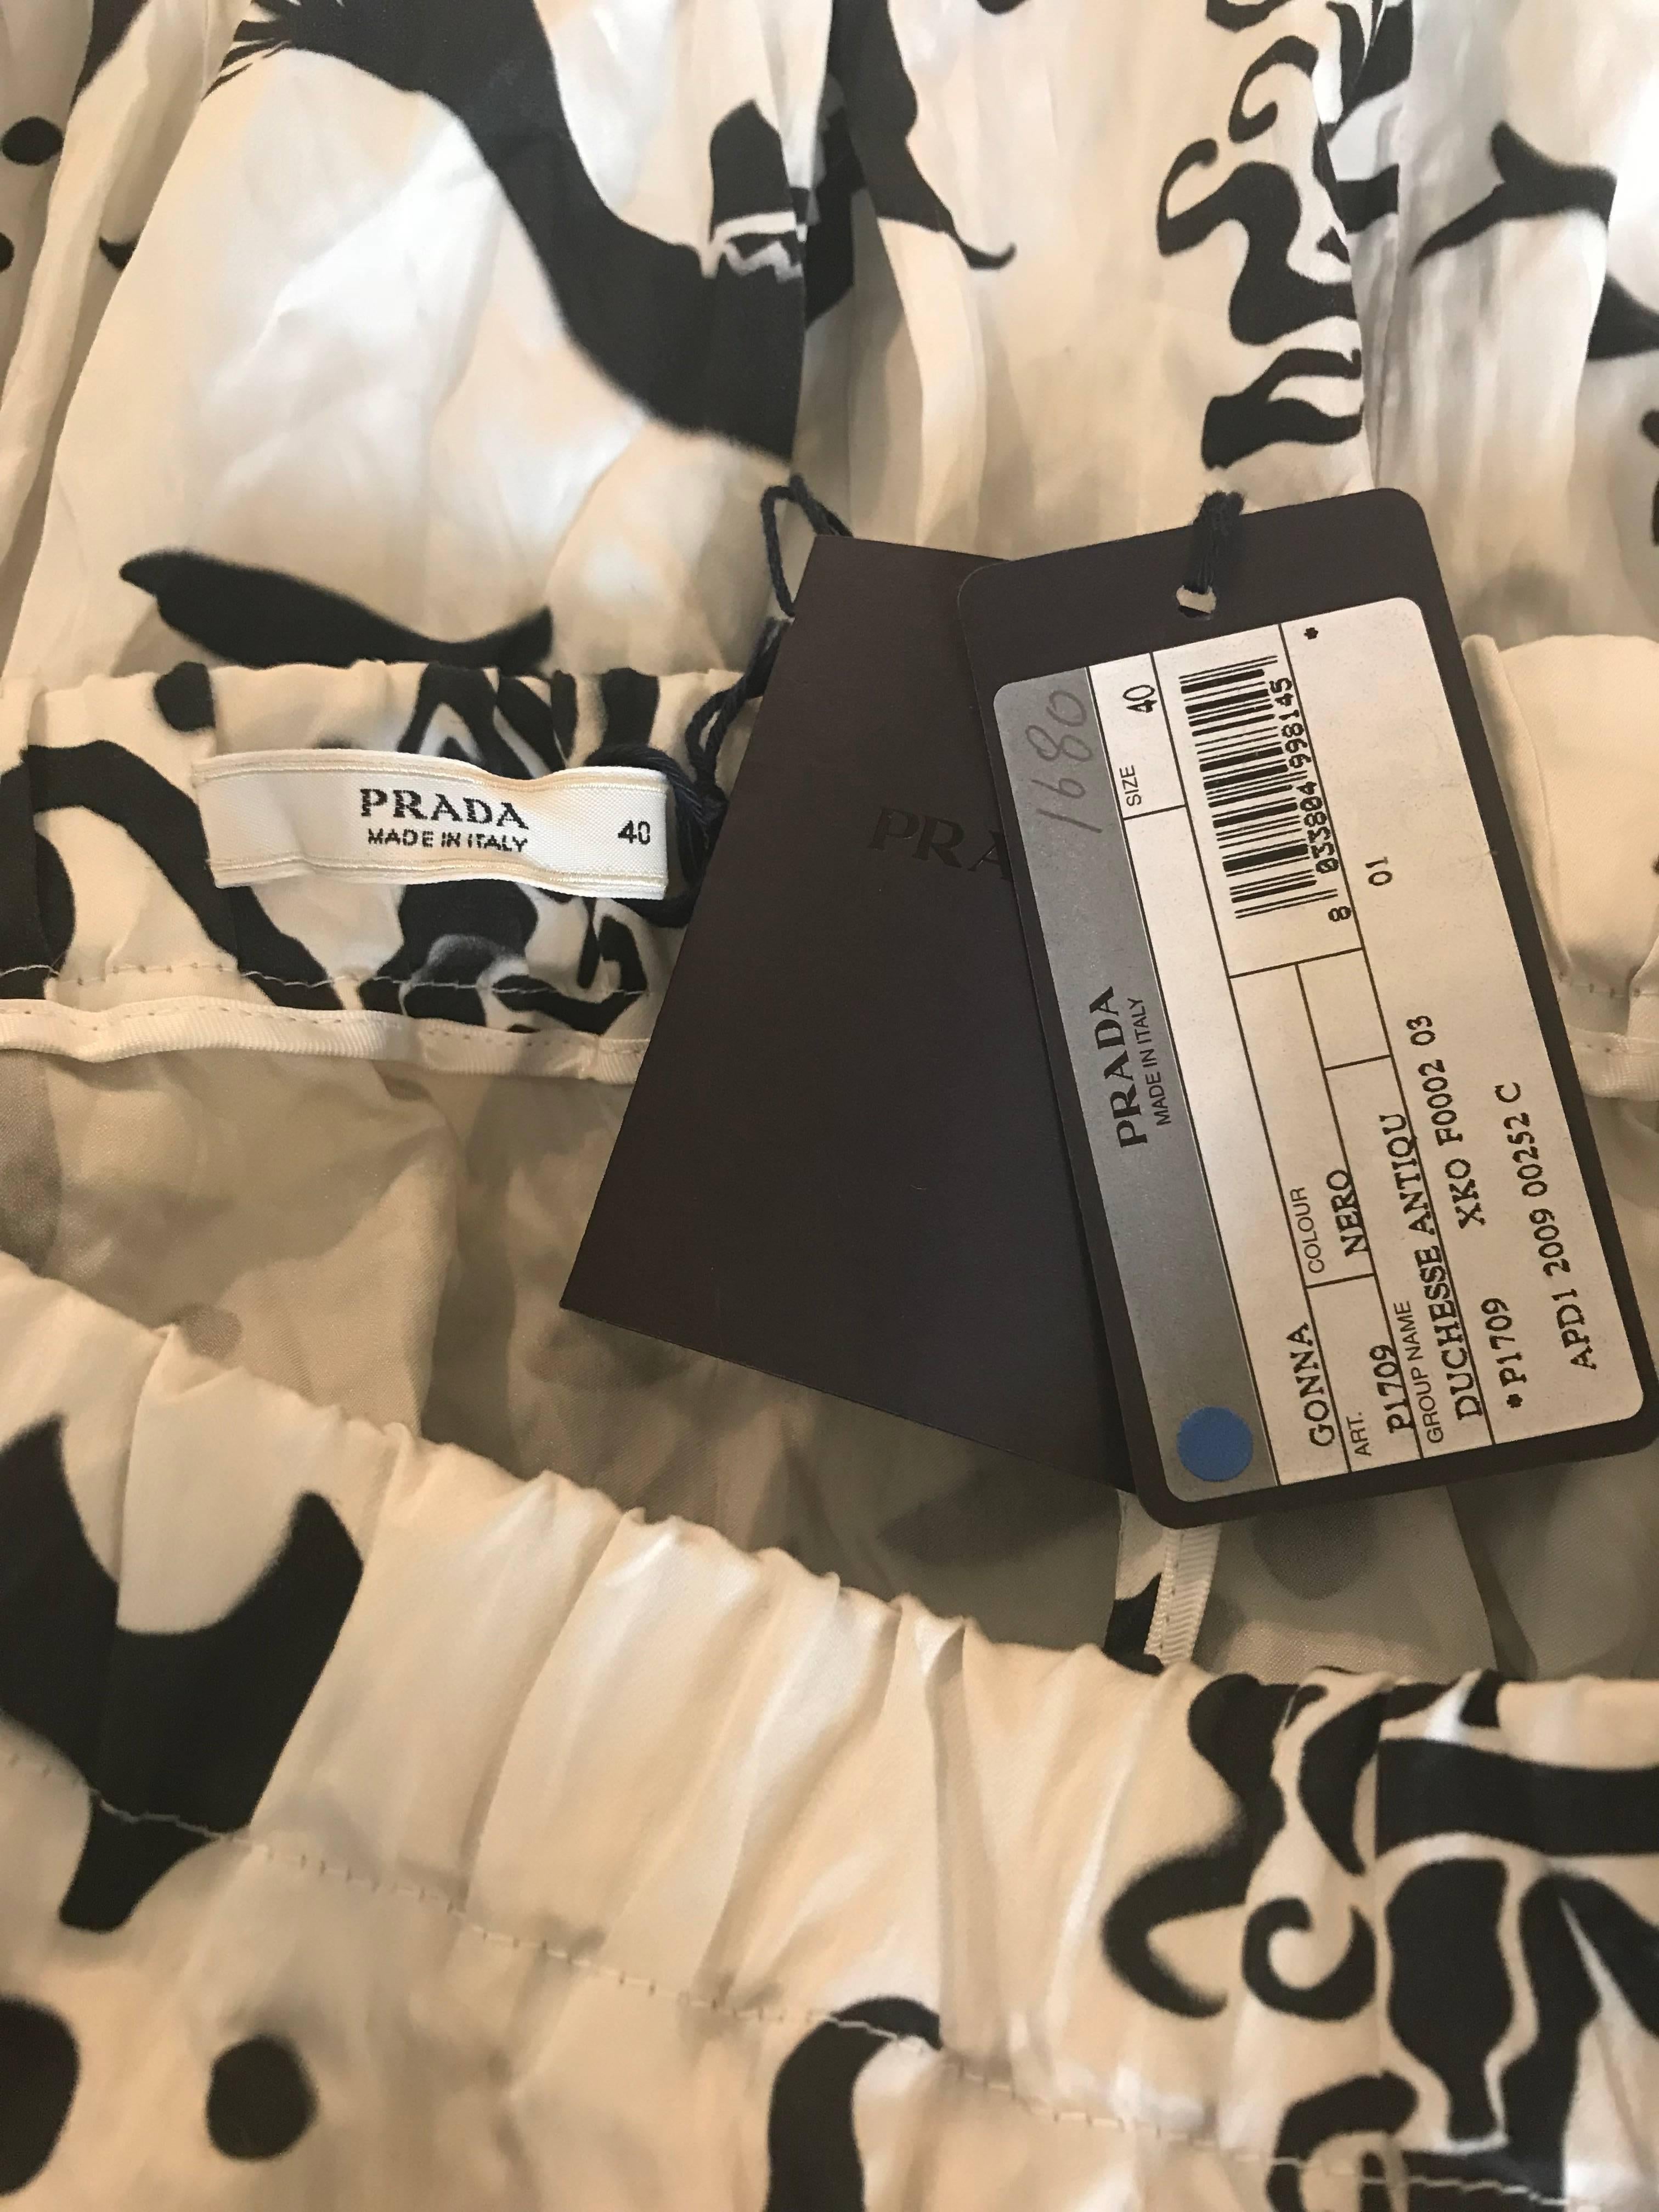 PRADA
MADE IN ITALY
40
PRA
1680
PRADA
MADE IN ITALY
SIZE
40
8 033804 998145
*
GONNA
COLOUR
NERO
01
ART.
P1709
GROUP NAME
DUCHESSE ANTIQU
XKO F0002 03
*P1709
APD1 2009 00252 C